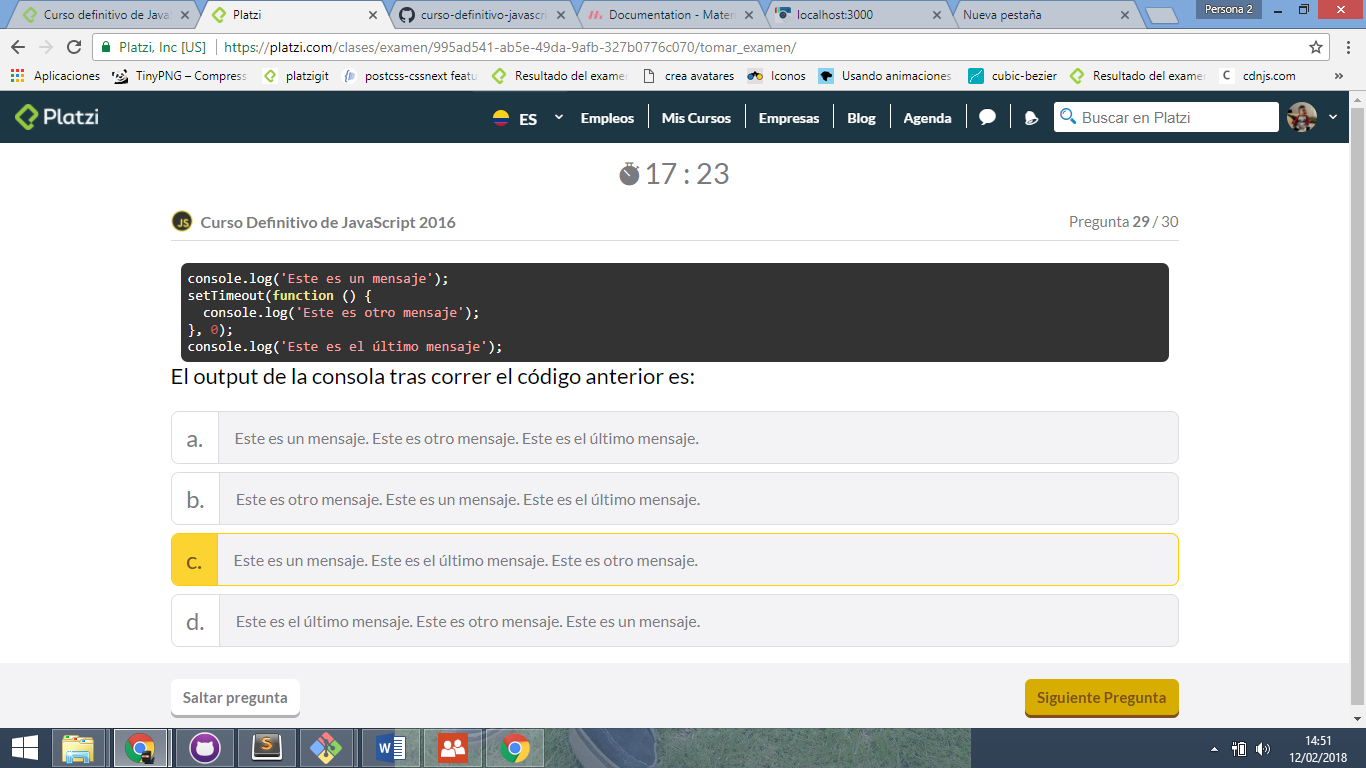 Curso definitivo de Java
Platzi
curso-definitivo-javascri
Documentation - Mater
localhost:3000
Nueva pestaña
Persona 2
Platzi, Inc [US]
https://platzi.com/clases/examen/995ad541-ab5e-49da-9afb-327b0776c070/tomar_examen/
Aplicaciones
TinyPNG – Compress
platzigit
postcss-cssnext featu
Resultado del exame
crea avatares
Iconos
Usando animaciones
cubic-bezier
Resultado del exame
cdnjs.com
»
Platzi
ES
Empleos
Mis Cursos
Empresas
Blog
Agenda
Buscar en Platzi
17 : 23
JS
Curso Definitivo de JavaScript 2016
Pregunta 29 / 30
console.log('Este es un mensaje');
setTimeout(function () {
console.log('Este es otro mensaje');
}, 0);
console.log('Este es el último mensaje');
El output de la consola tras correr el código anterior es:
a. Este es un mensaje. Este es otro mensaje. Este es el último mensaje.
b. Este es otro mensaje. Este es un mensaje. Este es el último mensaje.
c. Este es un mensaje. Este es el último mensaje. Este es otro mensaje.
d. Este es el último mensaje. Este es otro mensaje. Este es un mensaje.
Saltar pregunta
Siguiente Pregunta
14:51
12/02/2018